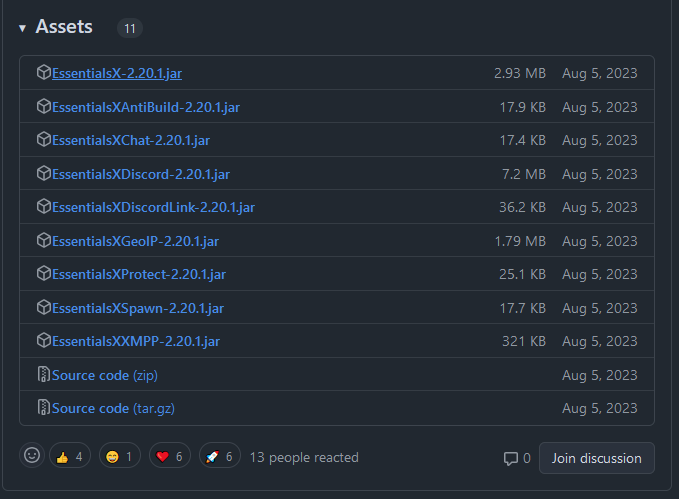 Assets 11
EssentialsX-2.20.1.jar 2.93 MB Aug 5, 2023
EssentialsXAntiBuild-2.20.1.jar 17.9 KB Aug 5, 2023
EssentialsXChat-2.20.1.jar 17.4 KB Aug 5, 2023
EssentialsXDiscord-2.20.1.jar 7.2 MB Aug 5, 2023
EssentialsXDiscordLink-2.20.1.jar 36.2 KB Aug 5, 2023
EssentialsXGeoIP-2.20.1.jar 1.79 MB Aug 5, 2023
EssentialsXProtect-2.20.1.jar 25.1 KB Aug 5, 2023
EssentialsXSpawn-2.20.1.jar 17.7 KB Aug 5, 2023
EssentialsXXMPP-2.20.1.jar 321 KB Aug 5, 2023
Source code (zip) Aug 5, 2023
Source code (tar.gz) Aug 5, 2023
4 1 6 6 13 people reacted 0 Join discussion